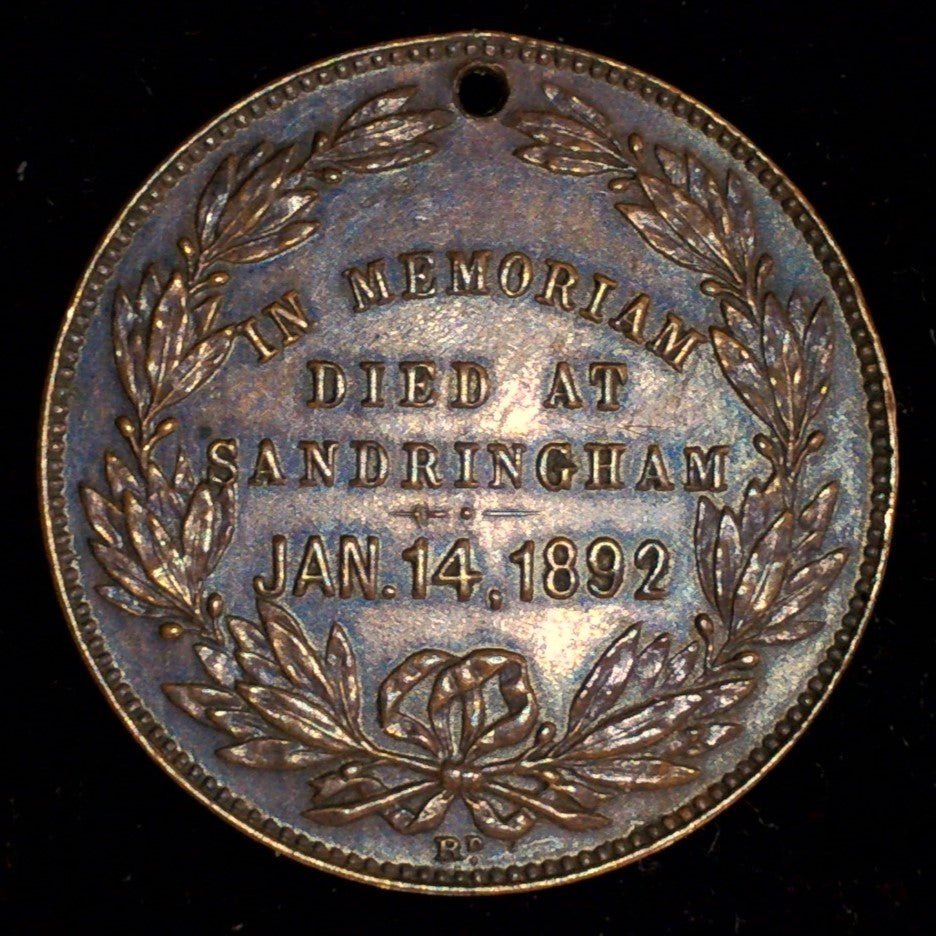 IN MEMORIAM
DIED AT
SANDRINGHAM
JAN. 14, 1892
RD